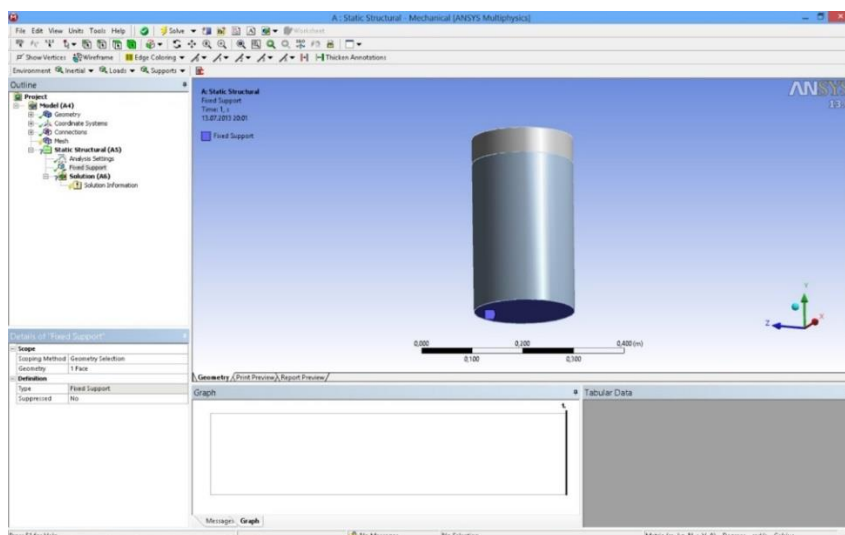 A : Static Structural - Mechanical [ANSYS Multiphysics]
File Edit View Units Tools Help Solve Worksheet
Show Vertices Wireframe Edge Coloring Thicken Annotations
Environment Inertial Loads Supports
Outline
Project
Model (A4)
Geometry
Coordinate Systems
Connections
Mesh
Static Structural (A5)
Analysis Settings
Fixed Support
Solution (A6)
Solution Information
A: Static Structural
Fixed Support
Time: 1, s
15.07.2015 20:01
Fixed Support
ANSYS
Y
Z
X
0,000 0,200 0,400 (m)
0,100 0,300
Geometry Print Preview Report Preview
Details of "Fixed Support"
Scope
Scoping Method Geometry Selection
Geometry 1 Face
Definition
Type Fixed Support
Suppressed No
Graph
1,
Messages Graph
Tabular Data
No Messages No Selection